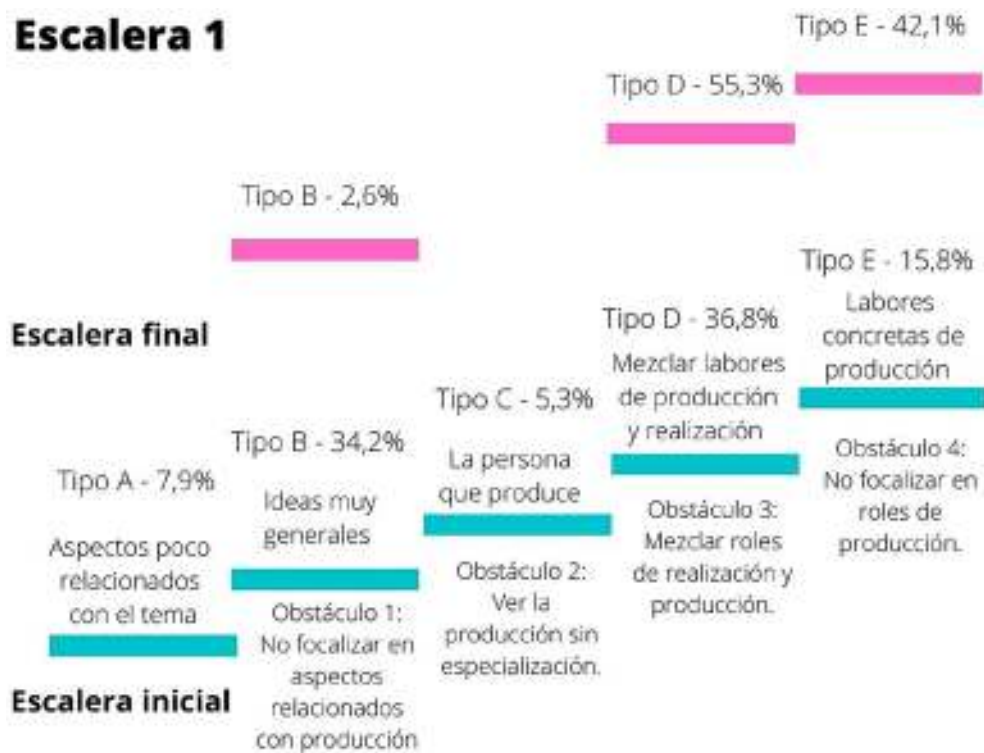 Escalera 1
Tipo E - 42,1%
Tipo D - 55,3%
Tipo B - 2,6%
Escalera final
Tipo E - 15,8%
Labores
concretas de
producción
Tipo D - 36,8%
Mezclar labores
de producción
y realización
Tipo C - 5,3%
La persona
que produce
Tipo B - 34,2%
Ideas muy
generales
Tipo A - 7,9%
Aspectos poco
relacionados
con el tema
Obstáculo 1:
No focalizar en
aspectos
relacionados
con producción
Obstáculo 2:
Ver la
producción sin
especialización.
Obstáculo 3:
Mezclar roles
de realización y
producción.
Obstáculo 4:
No focalizar en
roles de
producción.
Escalera inicial